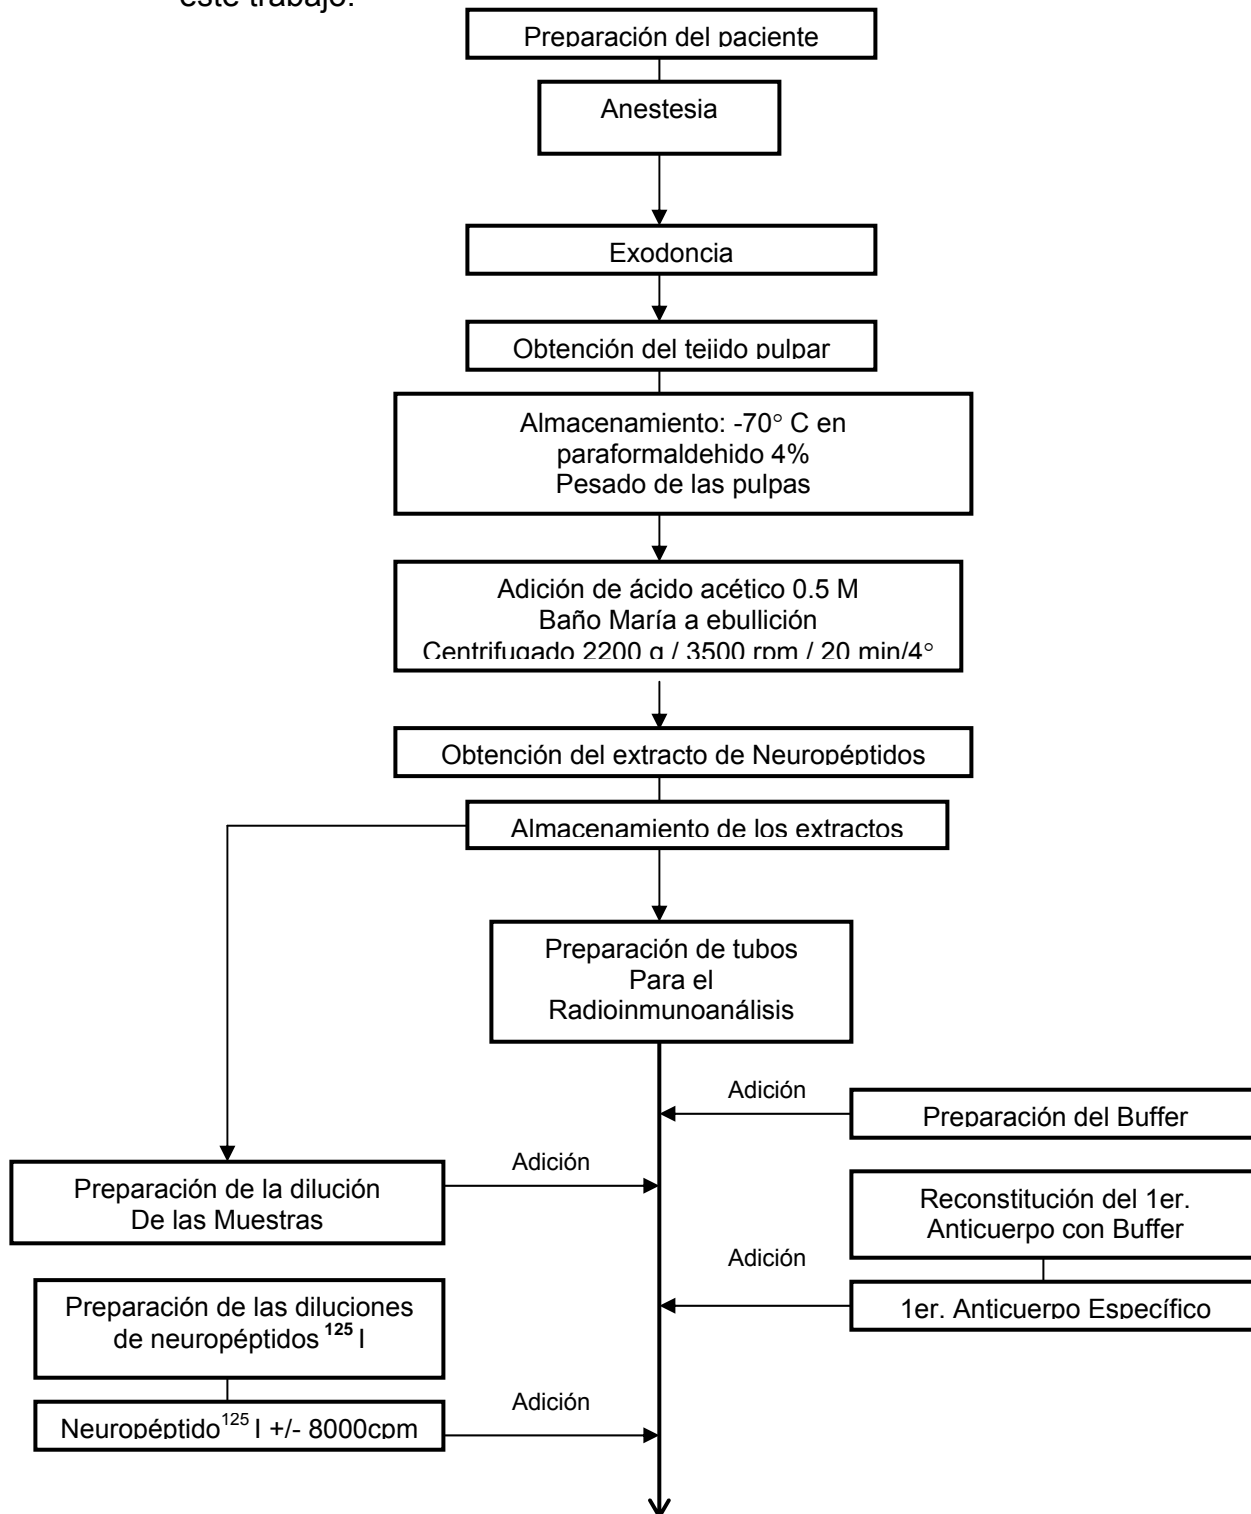 este trabajo.
Preparación del paciente
Anestesia
Exodoncia
Obtención del tejido pulpar
Almacenamiento: -70° C en
paraformaldehido 4%
Pesado de las pulpas
Adición de ácido acético 0.5 M
Baño María a ebullición
Centrifugado 2200 g / 3500 rpm / 20 min/4°
Obtención del extracto de Neuropéptidos
Almacenamiento de los extractos
Preparación de tubos
Para el
Radioinmunoanálisis
Adición
Preparación del Buffer
Adición
Preparación de la dilución
De las Muestras
Reconstitución del 1er.
Anticuerpo con Buffer
Adición
1er. Anticuerpo Específico
Preparación de las diluciones
de neuropéptidos ¹²⁵ I
Adición
Neuropéptido¹²⁵ I +/- 8000cpm